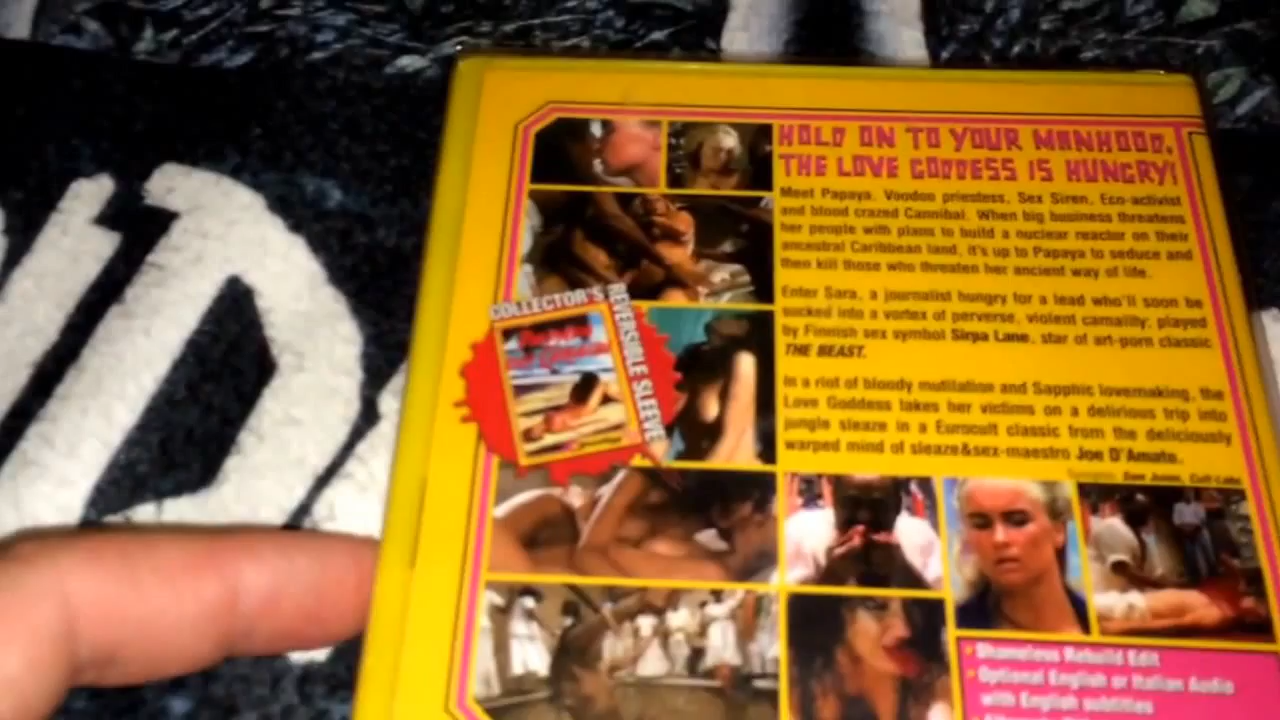 HOLD ON TO YOUR MANHOOD,
THE LOVE GODDESS IS HUNGRY!
Meet Papaya. Voodoo priestess, Sex Siren, Eco-activist
and blood crazed Cannibal. When big business threatens
her people with plans to build a nuclear reactor on their
ancestral Caribbean land, it's up to Papaya to seduce and
then kill those who threaten her ancient way of life.
Enter Sara, a journalist hungry for a lead who'll soon be
sucked into a vortex of perverse, violent carnality, played
by Finnish sex symbol Sirpa Lane, star of art-porn classic
THE BEAST.
In a riot of bloody mutilation and Sapphic lovemaking, the
Love Goddess takes her victims on a delirious trip into
jungle sleaze in a Eurocult classic from the deliciously
warped mind of sleaze&sex-maestro Joe D'Amato.
COLLECTOR'S
REVERSIBLE SLEEVE
Shameless Rebuild Edit
Optional English or Italian Audio
with English subtitles